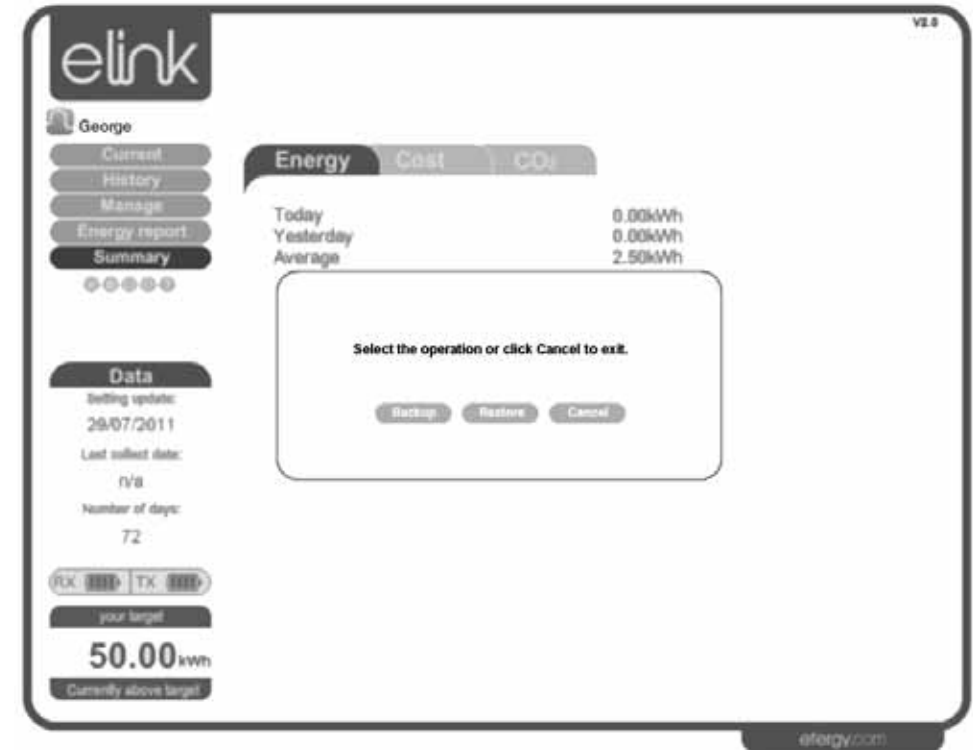 V2.0
elink
George
Current
History
Manage
Energy report
Summary
Energy Cost CO₂
Today 0.00kWh
Yesterday 0.00kWh
Average 2.50kWh
Select the operation or click Cancel to exit.
Backup Restore Cancel
Data
Setting update:
29/07/2011
Last collect date:
n/a
Number of days:
72
RX TX
your target
50.00 kWh
Currently above target
efergy.com